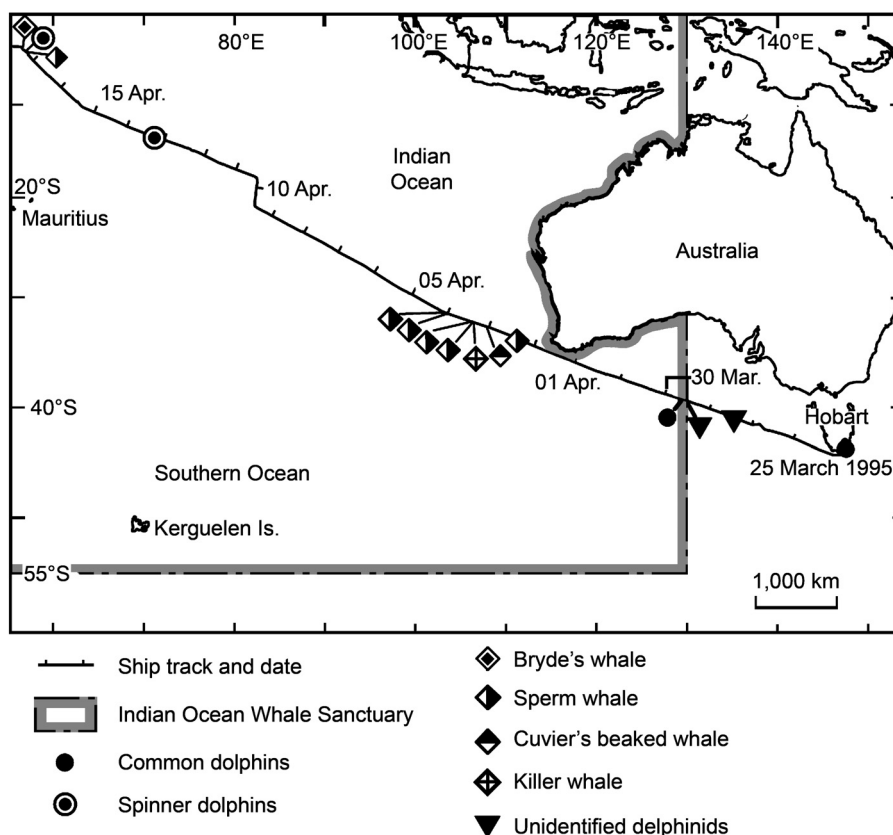 80°E
100°E
120°E
140°E
15 Apr.
Indian
Ocean
10 Apr.
20°S
Mauritius
Australia
05 Apr.
01 Apr.
30 Mar.
40°S
Hobart
25 March 1995
Southern Ocean
Kerguelen Is.
55°S
1,000 km
Ship track and date
Indian Ocean Whale Sanctuary
Common dolphins
Spinner dolphins
Bryde's whale
Sperm whale
Cuvier's beaked whale
Killer whale
Unidentified delphinids